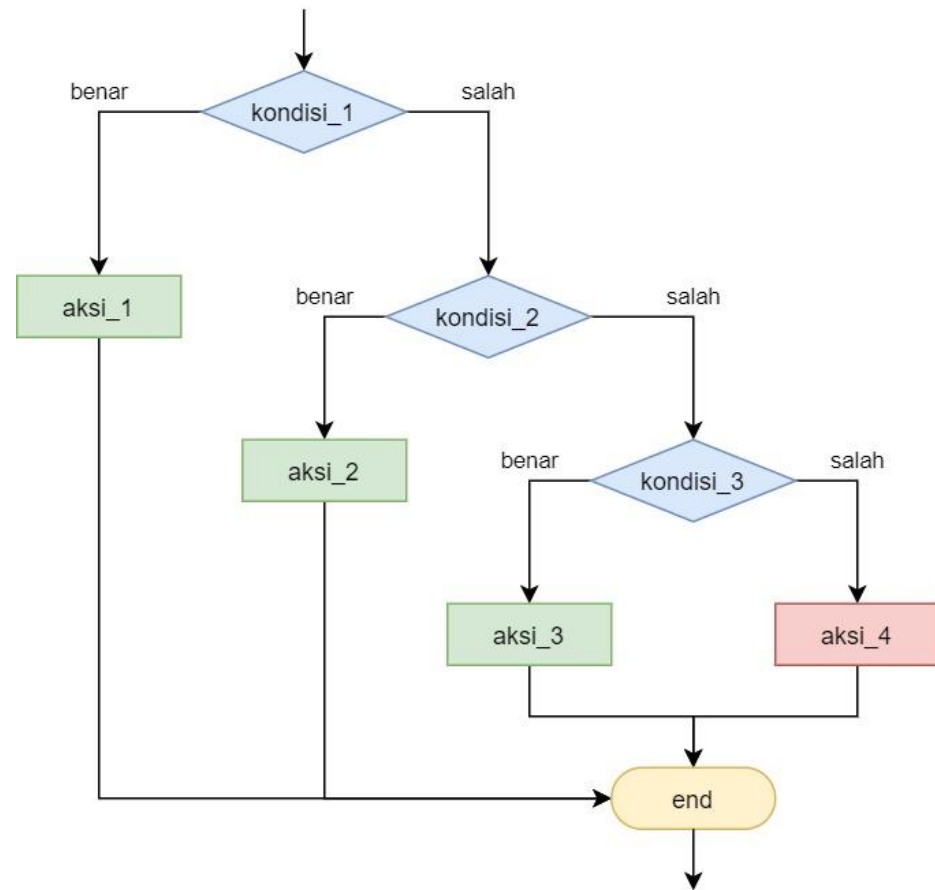 benar
kondisi_1
salah
aksi_1
benar
kondisi_2
salah
aksi_2
benar
kondisi_3
salah
aksi_3
aksi_4
end